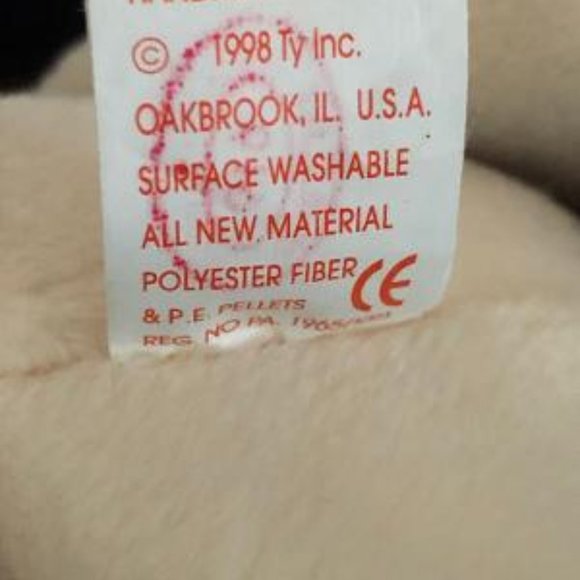 © 1998 Ty Inc.
OAKBROOK, IL. U.S.A.
SURFACE WASHABLE
ALL NEW MATERIAL
POLYESTER FIBER CE
& P.E. PELLETS
REG. NO PA.